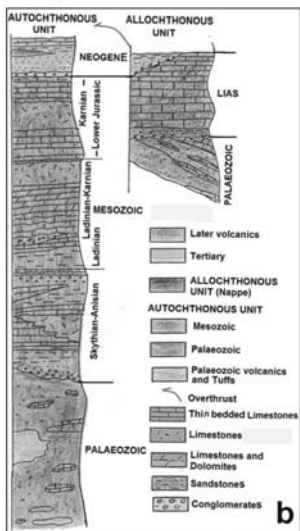 AUTOCHTHONOUS
UNIT
ALLOCHTHONOUS
UNIT
NEOGENE
Karnian –
– Lower Jurassic
LIAS
PALAEOZOIC
Ladinian-Karnian
Ladinian
MESOZOIC
Skythian-Anisian
PALAEOZOIC
Later volcanics
Tertiary
ALLOCHTHONOUS
UNIT (Nappe)
AUTOCHTHONOUS UNIT
Mesozoic
Palaeozoic
Palaeozoic volcanics
and Tuffs
Overthrust
Thin bedded Limestones
Limestones
Limestones and
Dolomites
Sandstones
Conglomerates
b